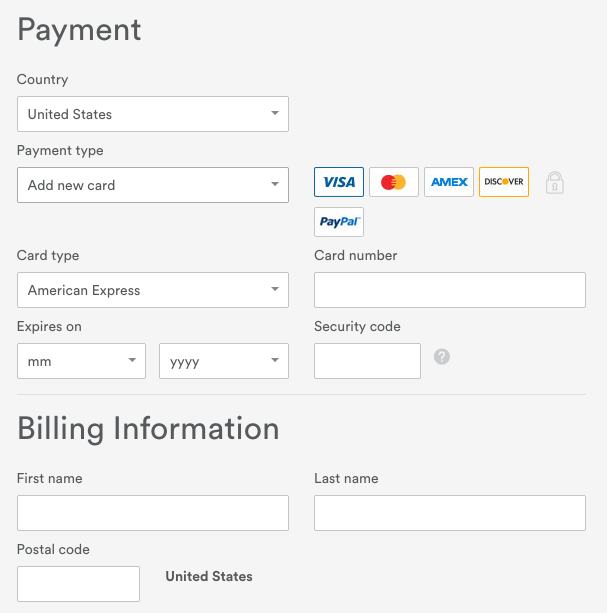 Payment
Country
United States
Payment type
Add new card
VISA AMEX DISCOVER
PayPal
Card type Card number
American Express
Expires on Security code
mm yyyy ?
Billing Information
First name Last name
Postal code
United States